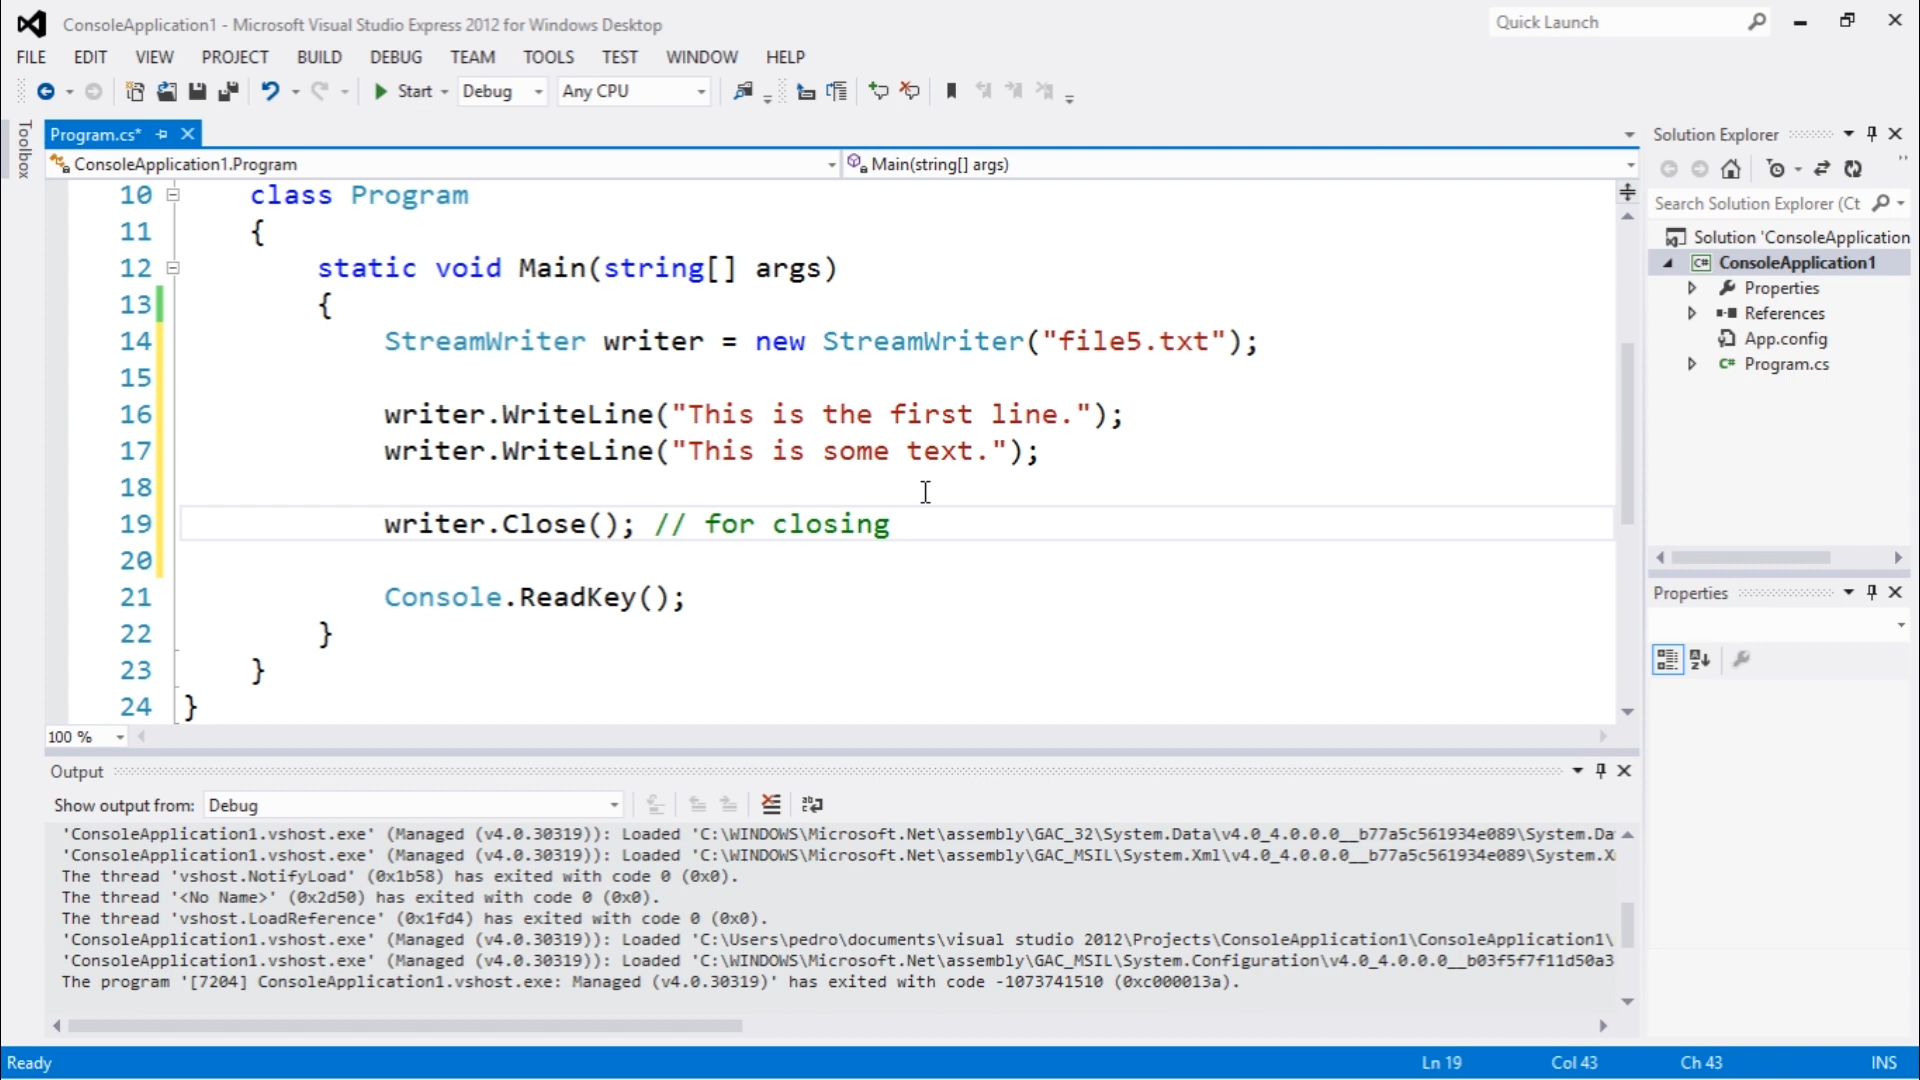 ConsoleApplication1 - Microsoft Visual Studio Express 2012 for Windows Desktop
Quick Launch
FILE EDIT VIEW PROJECT BUILD DEBUG TEAM TOOLS TEST WINDOW HELP
Start Debug Any CPU
Toolbox
Program.cs*
ConsoleApplication1.Program
Main(string[] args)
10 class Program
11 {
12 static void Main(string[] args)
13 {
14 StreamWriter writer = new StreamWriter("file5.txt");
15
16 writer.WriteLine("This is the first line.");
17 writer.WriteLine("This is some text.");
18
19 writer.Close(); // for closing
20
21 Console.ReadKey();
22 }
23 }
24 }
100 %
Output
Show output from: Debug
'ConsoleApplication1.vshost.exe' (Managed (v4.0.30319)): Loaded 'C:\WINDOWS\Microsoft.Net\assembly\GAC_32\System.Data\v4.0_4.0.0.0__b77a5c561934e089\System.Da
'ConsoleApplication1.vshost.exe' (Managed (v4.0.30319)): Loaded 'C:\WINDOWS\Microsoft.Net\assembly\GAC_MSIL\System.Xml\v4.0_4.0.0.0__b77a5c561934e089\System.X
The thread 'vshost.NotifyLoad' (0x1b58) has exited with code 0 (0x0).
The thread '<No Name>' (0x2d50) has exited with code 0 (0x0).
The thread 'vshost.LoadReference' (0x1fd4) has exited with code 0 (0x0).
'ConsoleApplication1.vshost.exe' (Managed (v4.0.30319)): Loaded 'C:\Users\pedro\documents\visual studio 2012\Projects\ConsoleApplication1\ConsoleApplication1\
'ConsoleApplication1.vshost.exe' (Managed (v4.0.30319)): Loaded 'C:\WINDOWS\Microsoft.Net\assembly\GAC_MSIL\System.Configuration\v4.0_4.0.0.0__b03f5f7f11d50a3
The program '[7204] ConsoleApplication1.vshost.exe: Managed (v4.0.30319)' has exited with code -1073741510 (0xc000013a).
Solution Explorer
Search Solution Explorer (Ct
Solution 'ConsoleApplication
ConsoleApplication1
Properties
References
App.config
Program.cs
Properties
Ready
Ln 19 Col 43 Ch 43 INS